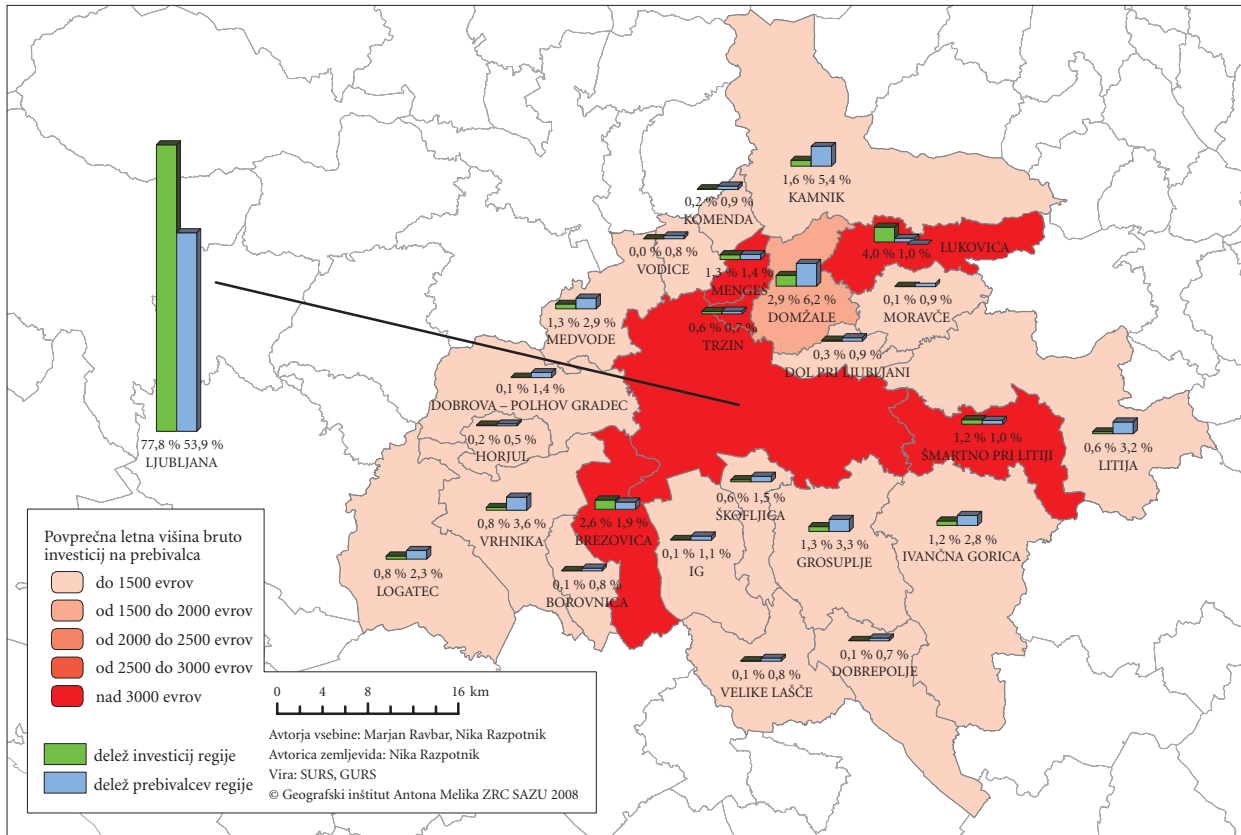 1,6 % 5,4 %
KAMNIK
0,2 % 0,9 %
KOMENDA
0,0 % 0,8 %
VODICE
1,3 % 1,4 %
MENGEŠ
4,0 % 1,0 %
LUKOVICA
2,9 % 6,2 %
DOMŽALE
0,1 % 0,9 %
MORAVČE
1,3 % 2,9 %
MEDVODE
0,6 % 0,7 %
TRZIN
0,3 % 0,9 %
DOL PRI LJUBLJANI
0,1 % 1,4 %
DOBROVA – POLHOV GRADEC
0,2 % 0,5 %
HORJUL
77,8 % 53,9 %
LJUBLJANA
1,2 % 1,0 %
ŠMARTNO PRI LITIJI
0,6 % 3,2 %
LITIJA
0,8 % 3,6 %
VRHNIKA
2,6 % 1,9 %
BREZOVICA
0,6 % 1,5 %
ŠKOFLJICA
0,1 % 1,1 %
IG
1,3 % 3,3 %
GROSUPLJE
1,2 % 2,8 %
IVANČNA GORICA
0,8 % 2,3 %
LOGATEC
0,1 % 0,8 %
BOROVNICA
0,1 % 0,8 %
VELIKE LAŠČE
0,1 % 0,7 %
DOBREPOLJE
Povprečna letna višina bruto
investicij na prebivalca
do 1500 evrov
od 1500 do 2000 evrov
od 2000 do 2500 evrov
od 2500 do 3000 evrov
nad 3000 evrov
delež investicij regije
delež prebivalcev regije
0 4 8 16 km
Avtorja vsebine: Marjan Ravbar, Nika Razpotnik
Avtorica zemljevida: Nika Razpotnik
Vira: SURS, GURS
© Geografski inštitut Antona Melika ZRC SAZU 2008